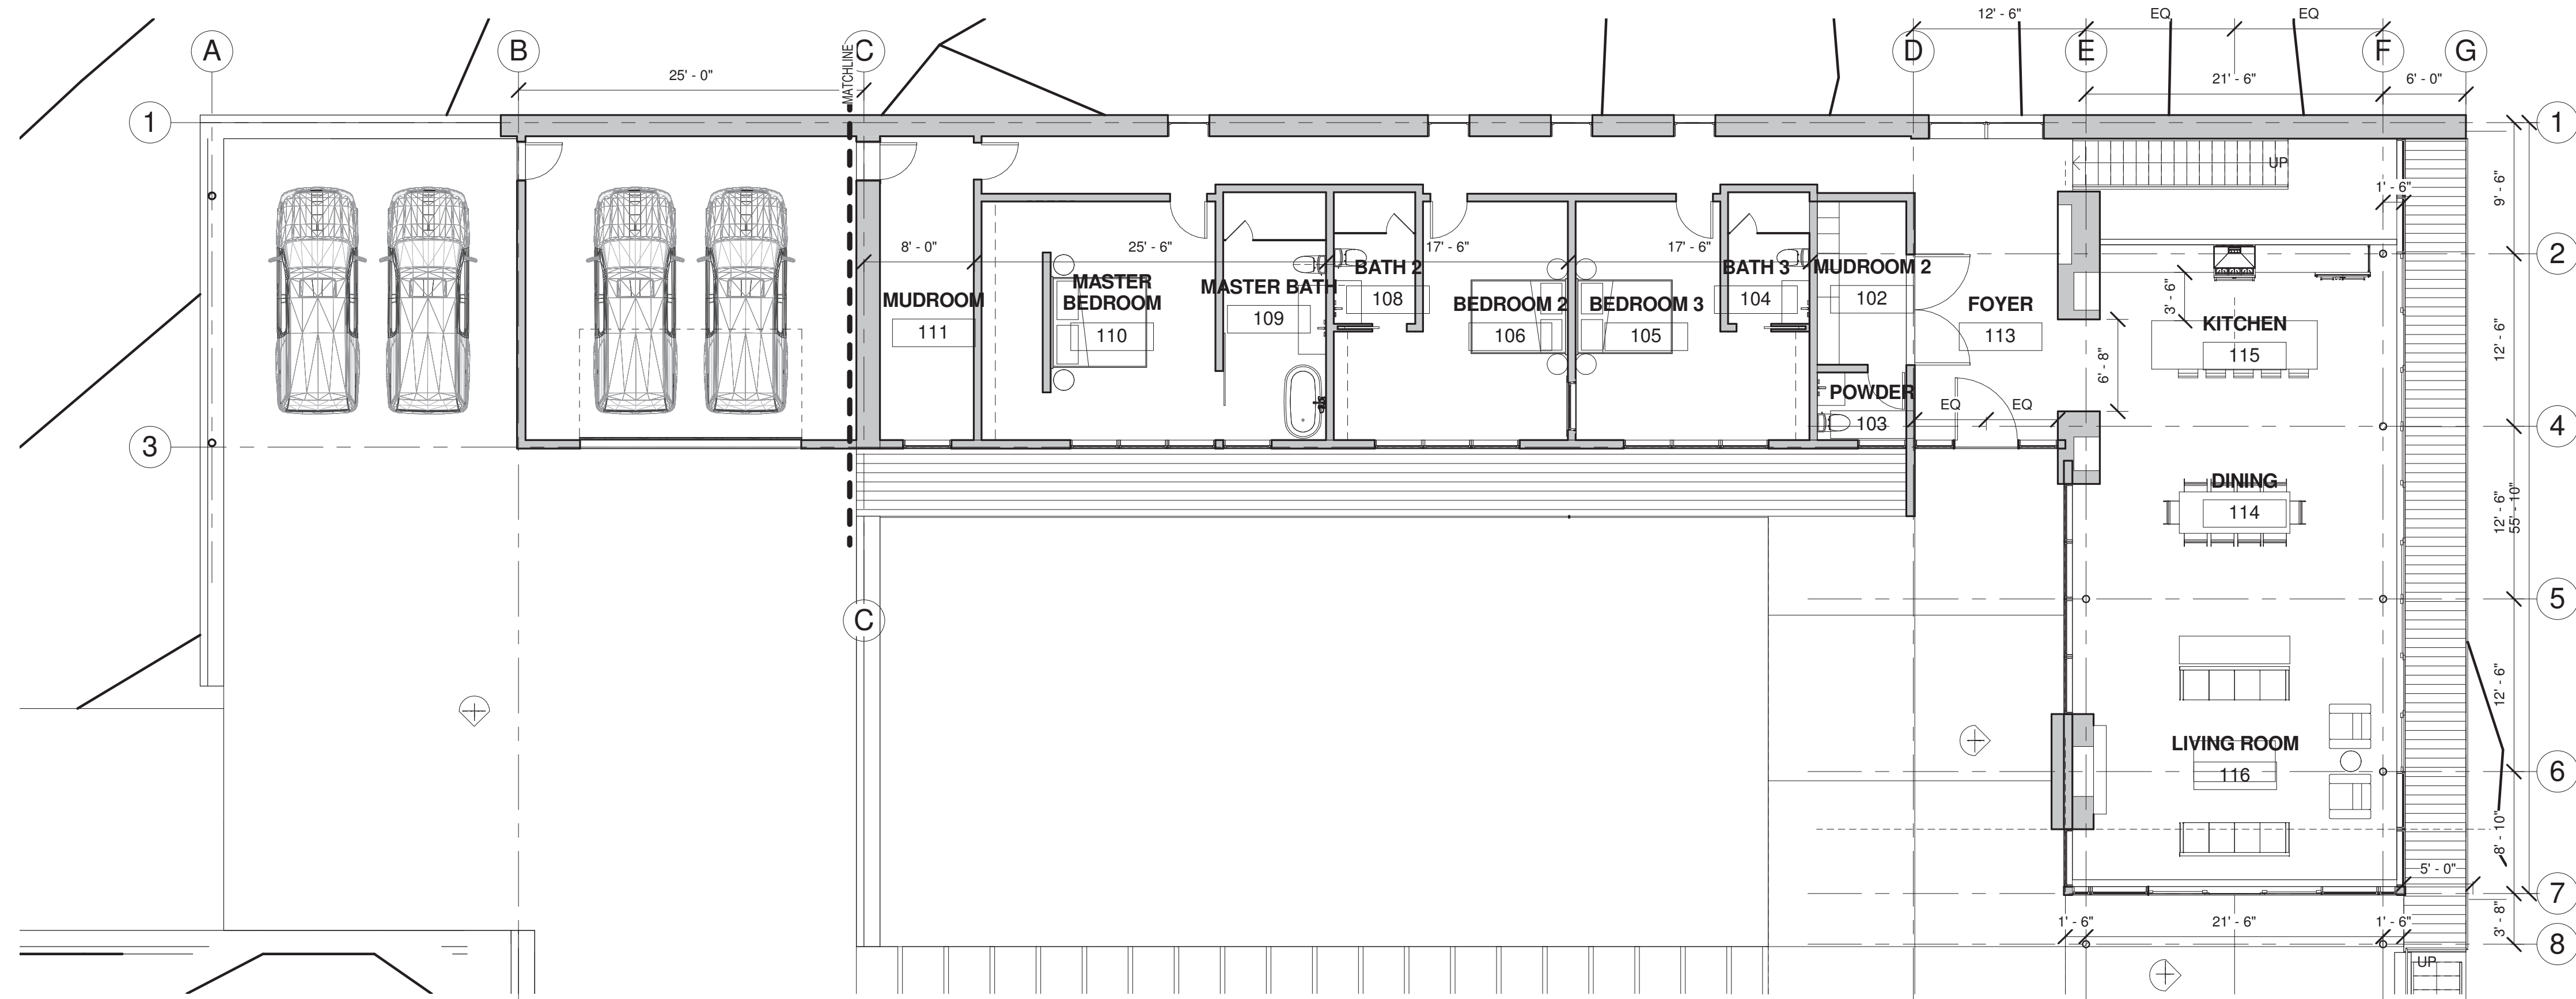 12' - 6"
EQ
EQ
A
B
C
D
E
F
G
MATCHLINE
25' - 0"
21' - 6"
6' - 0"
1
1
UP
1' - 6"
9' - 6"
8' - 0"
25' - 6"
17' - 6"
17' - 6"
2
BATH 2
108
BATH 3
104
MUDROOM 2
102
MASTER
BEDROOM
110
MASTER BATH
109
MUDROOM
111
BEDROOM 2
106
BEDROOM 3
105
FOYER
113
3' - 6"
KITCHEN
115
12' - 6"
6' - 8"
POWDER
103
EQ
EQ
4
3
DINING
114
12' - 6"
55' - 10"
5
C
12' - 6"
LIVING ROOM
116
6
8' - 10"
5' - 0"
7
1' - 6"
21' - 6"
1' - 6"
3' - 8"
8
UP